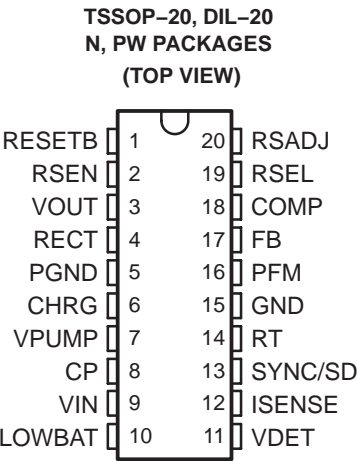 TSSOP–20, DIL–20
N, PW PACKAGES
(TOP VIEW)
RESETB 1 20 RSADJ
RSEN 2 19 RSEL
VOUT 3 18 COMP
RECT 4 17 FB
PGND 5 16 PFM
CHRG 6 15 GND
VPUMP 7 14 RT
CP 8 13 SYNC/SD
VIN 9 12 ISENSE
LOWBAT 10 11 VDET